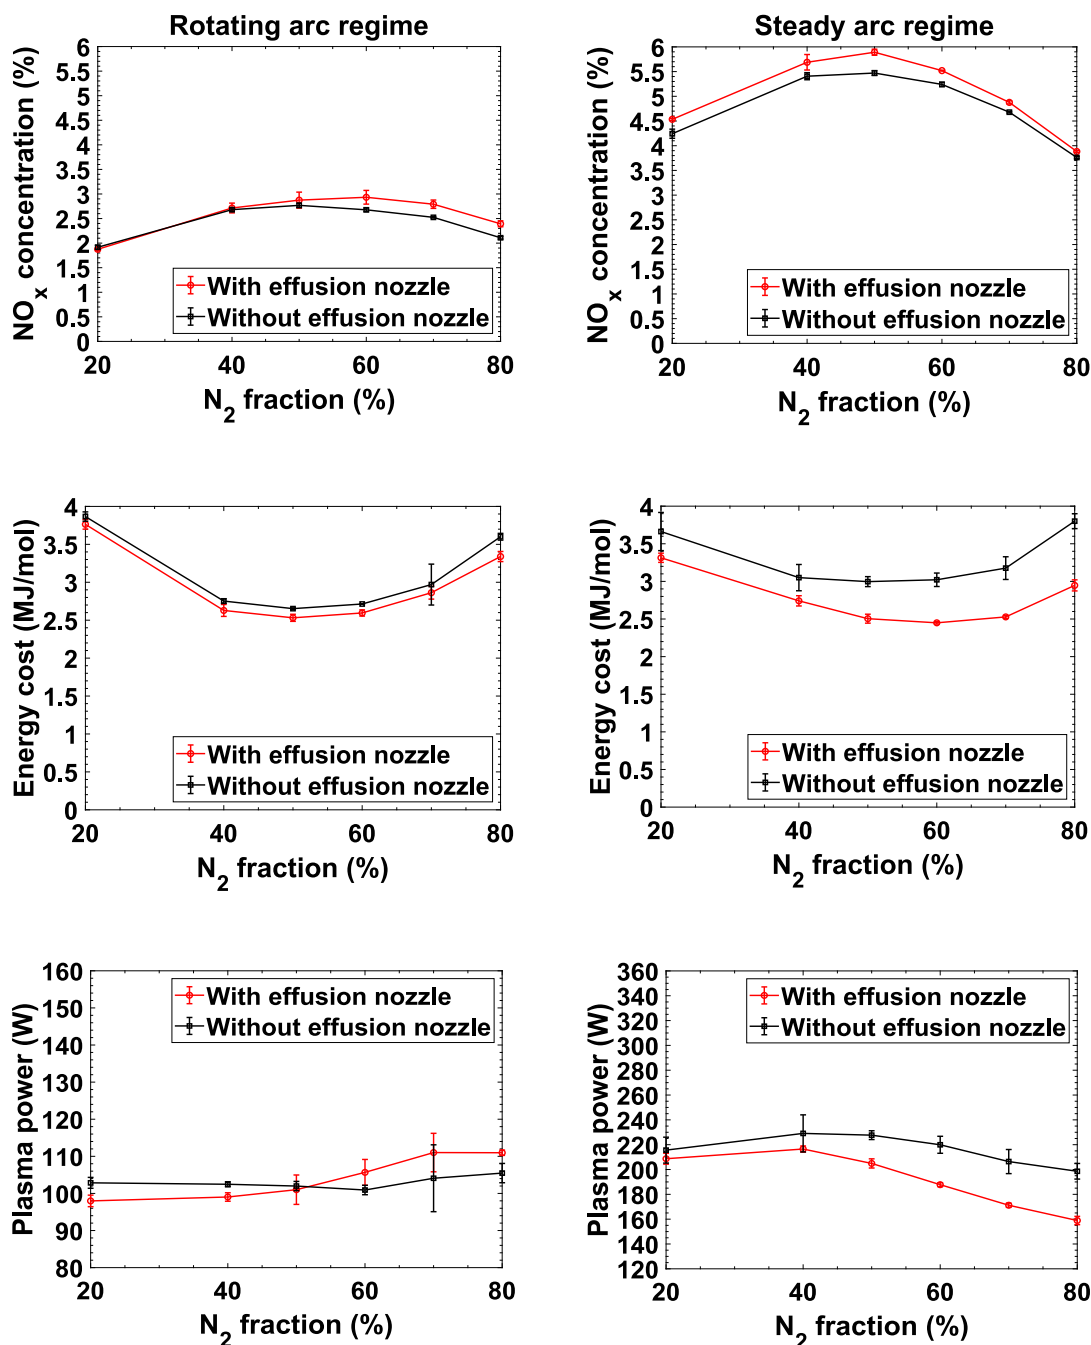 Rotating arc regime
NOx concentration (%)
6
5.5
5
4.5
4
3.5
3
2.5
2
1.5
1
0.5
0
With effusion nozzle
Without effusion nozzle
20 40 60 80
N2 fraction (%)
Steady arc regime
NOx concentration (%)
6
5.5
5
4.5
4
3.5
3
2.5
2
1.5
1
0.5
0
With effusion nozzle
Without effusion nozzle
20 40 60 80
N2 fraction (%)
Energy cost (MJ/mol)
4
3.5
3
2.5
2
1.5
1
0.5
0
With effusion nozzle
Without effusion nozzle
20 40 60 80
N2 fraction (%)
Energy cost (MJ/mol)
4
3.5
3
2.5
2
1.5
1
0.5
0
With effusion nozzle
Without effusion nozzle
20 40 60 80
N2 fraction (%)
Plasma power (W)
160
150
140
130
120
110
100
90
80
With effusion nozzle
Without effusion nozzle
20 40 60 80
N2 fraction (%)
Plasma power (W)
360
340
320
300
280
260
240
220
200
180
160
140
120
With effusion nozzle
Without effusion nozzle
20 40 60 80
N2 fraction (%)